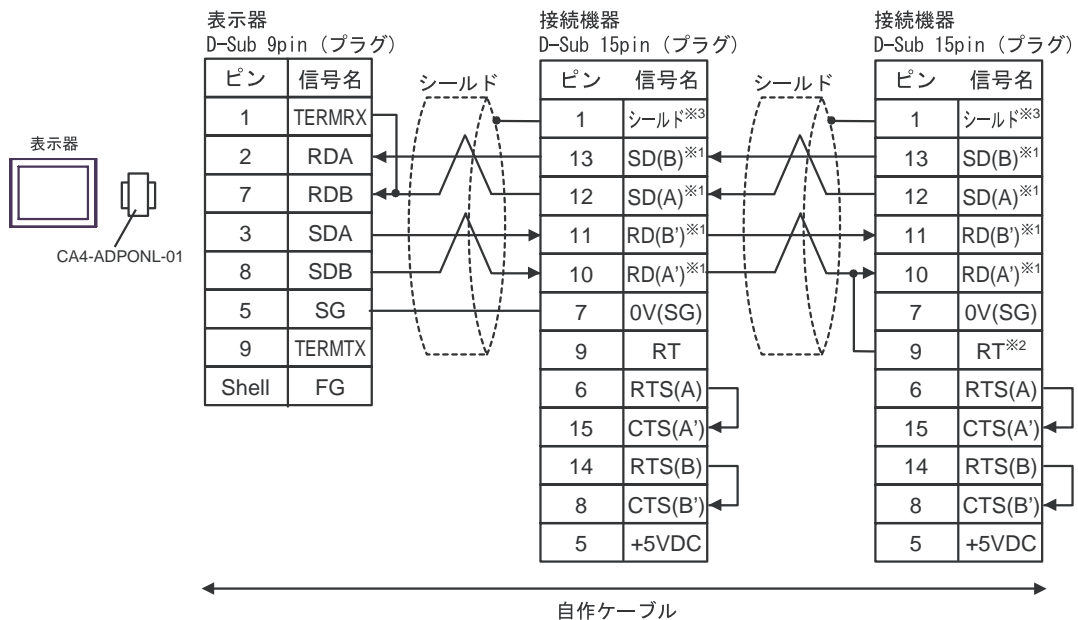 表示器
D-Sub 9pin (プラグ)
接続機器
D-Sub 15pin (プラグ)
接続機器
D-Sub 15pin (プラグ)
表示器
CA4-ADPONL-01
ピン 信号名
1 TERMRX
2 RDA
7 RDB
3 SDA
8 SDB
5 SG
9 TERMTX
Shell FG
シールド
ピン 信号名
1 シールド※3
13 SD(B)※1
12 SD(A)※1
11 RD(B')※1
10 RD(A')※1
7 0V(SG)
9 RT
6 RTS(A)
15 CTS(A')
14 RTS(B)
8 CTS(B')
5 +5VDC
シールド
ピン 信号名
1 シールド※3
13 SD(B)※1
12 SD(A)※1
11 RD(B')※1
10 RD(A')※1
7 0V(SG)
9 RT※2
6 RTS(A)
15 CTS(A')
14 RTS(B)
8 CTS(B')
5 +5VDC
自作ケーブル